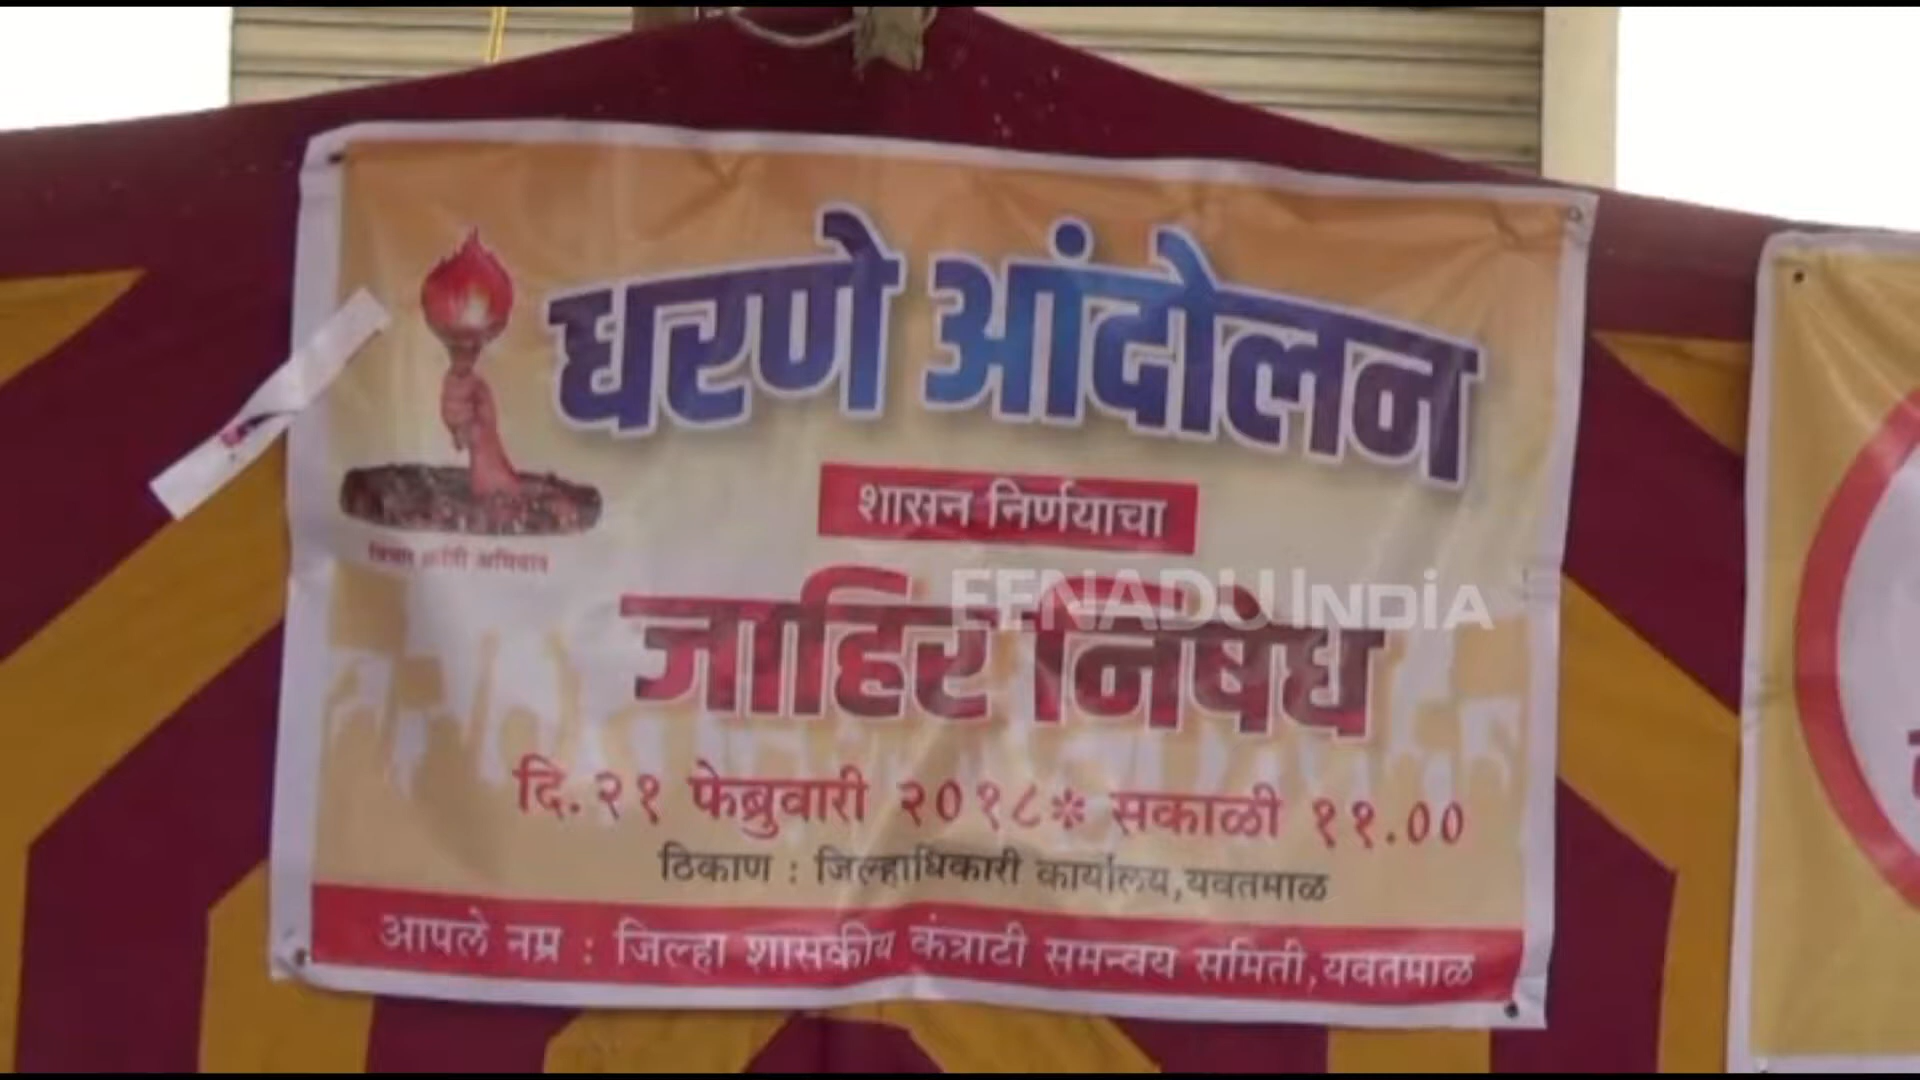 धरणे आंदोलन
शासन निर्णयाचा
जाहिर निषेध
EENADU INDIA
दि.२१ फेब्रुवारी २०१८* सकाळी ११.००
ठिकाण : जिल्हाधिकारी कार्यालय,यवतमाळ
आपले नम्र : जिल्हा शासकीय कंत्राटी समन्वय समिती,यवतमाळ